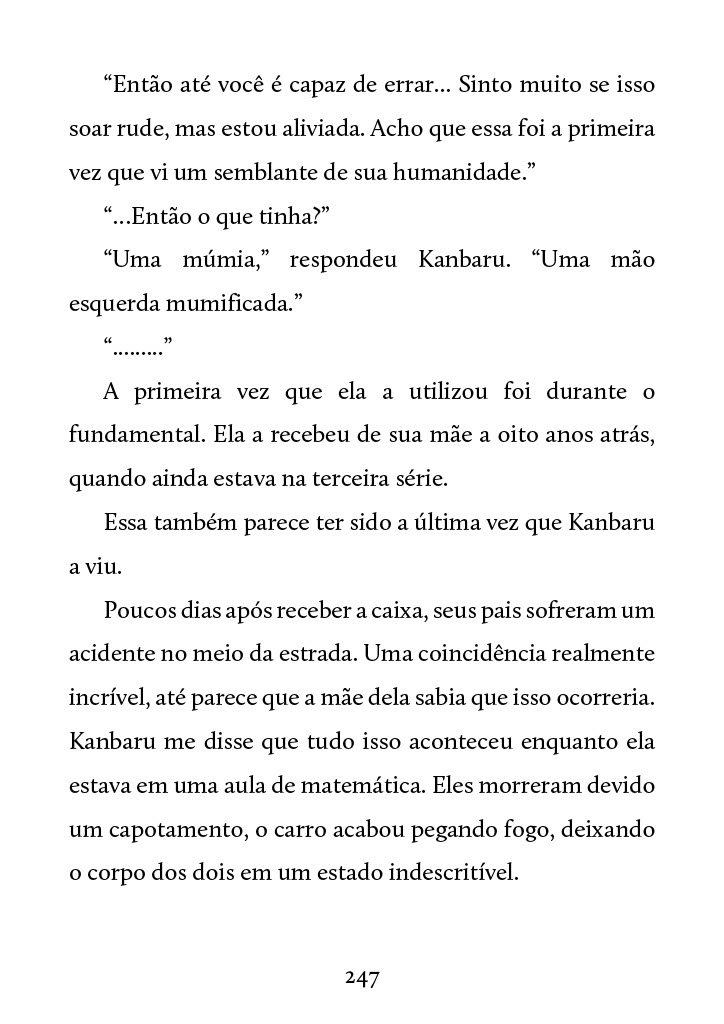 “Então até você é capaz de errar... Sinto muito se isso
soar rude, mas estou aliviada. Acho que essa foi a primeira
vez que vi um semblante de sua humanidade.”
“...Então o que tinha?”
“Uma múmia,” respondeu Kanbaru. “Uma mão
esquerda mumificada.”
“.........”
A primeira vez que ela a utilizou foi durante o
fundamental. Ela a recebeu de sua mãe a oito anos atrás,
quando ainda estava na terceira série.
Essa também parece ter sido a última vez que Kanbaru
a viu.
Poucos dias após receber a caixa, seus pais sofreram um
acidente no meio da estrada. Uma coincidência realmente
incrível, até parece que a mãe dela sabia que isso ocorreria.
Kanbaru me disse que tudo isso aconteceu enquanto ela
estava em uma aula de matemática. Eles morreram devido
um capotamento, o carro acabou pegando fogo, deixando
o corpo dos dois em um estado indescritível.
247